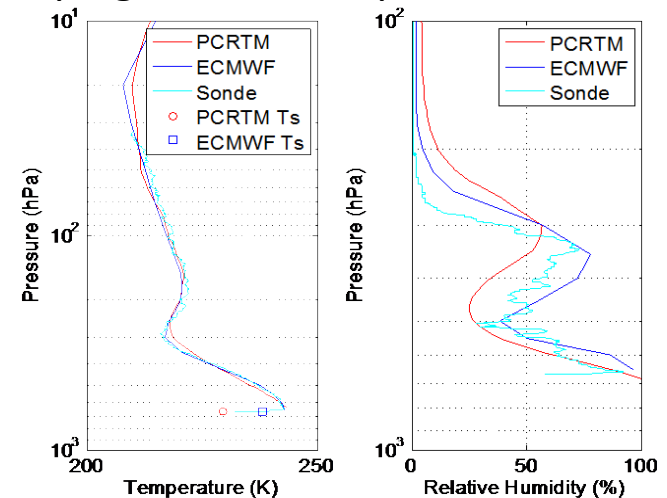 10¹
PCRTM
ECMWF
Sonde
PCRTM Ts
ECMWF Ts
Pressure (hPa)
10²
10³
200
250
Temperature (K)
10²
PCRTM
ECMWF
Sonde
Pressure (hPa)
10³
0
50
100
Relative Humidity (%)